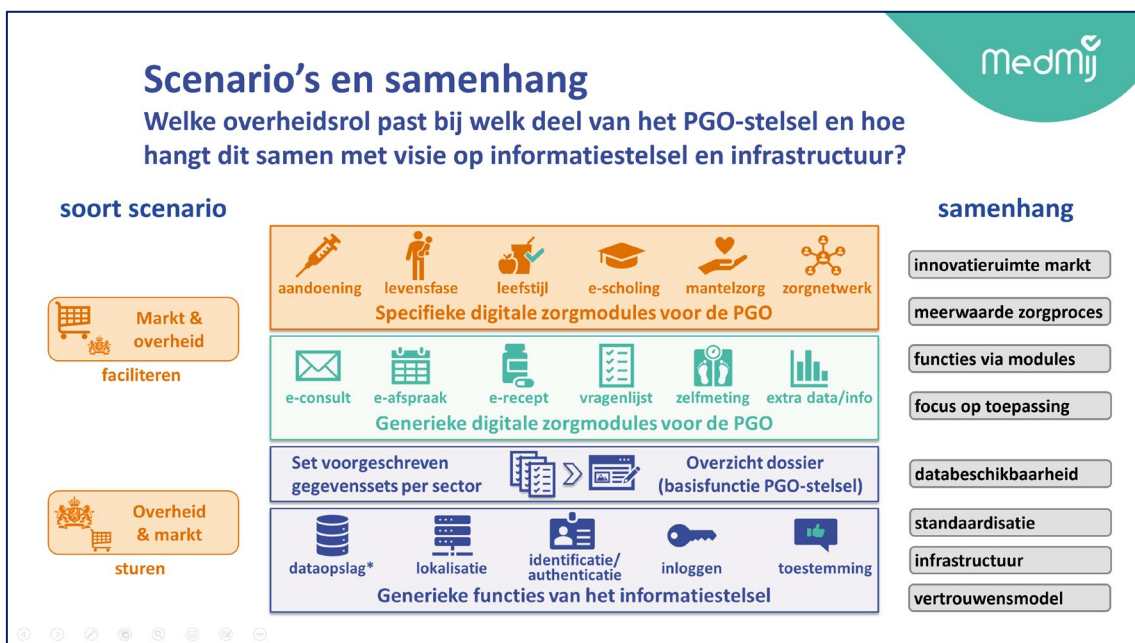 MedMij
Scenario's en samenhang
Welke overheidsrol past bij welk deel van het PGO-stelsel en hoe
hangt dit samen met visie op informatiestelsel en infrastructuur?
soort scenario
Markt &
overheid
faciliteren
Overheid
& markt
sturen
aandoening levensfase leefstijl e-scholing mantelzorg zorgnetwerk
Specifieke digitale zorgmodules voor de PGO
e-consult e-afspraak e-recept vragenlijst zelfmeting extra data/info
Generieke digitale zorgmodules voor de PGO
Set voorgeschreven
gegevenssets per sector
Overzicht dossier
(basisfunctie PGO-stelsel)
dataopslag* lokalisatie identificatie/
authenticatie inloggen toestemming
Generieke functies van het informatiestelsel
samenhang
innovatieruimte markt
meerwaarde zorgproces
functies via modules
focus op toepassing
databeschikbaarheid
standaardisatie
infrastructuur
vertrouwensmodel